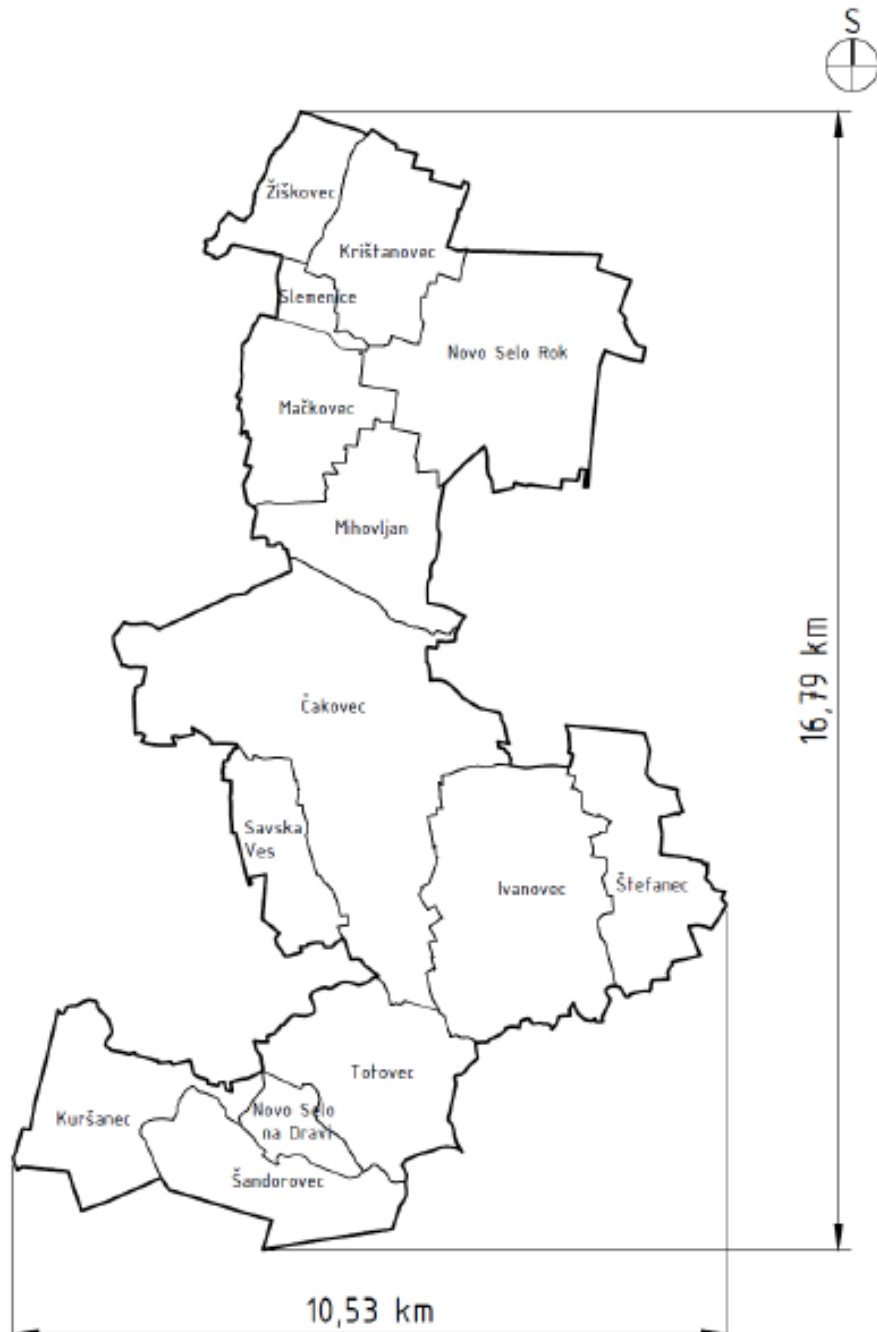 S
Žiškovec
Krištanovec
Slemenice
Novo Selo Rok
Mačkovec
Mihovljan
16,79 km
Čakovec
Savska
Ves
Ivanovec
Štefanec
Totovec
Kuršanec
Novo Selo
na Dravi
Šandorovec
10,53 km